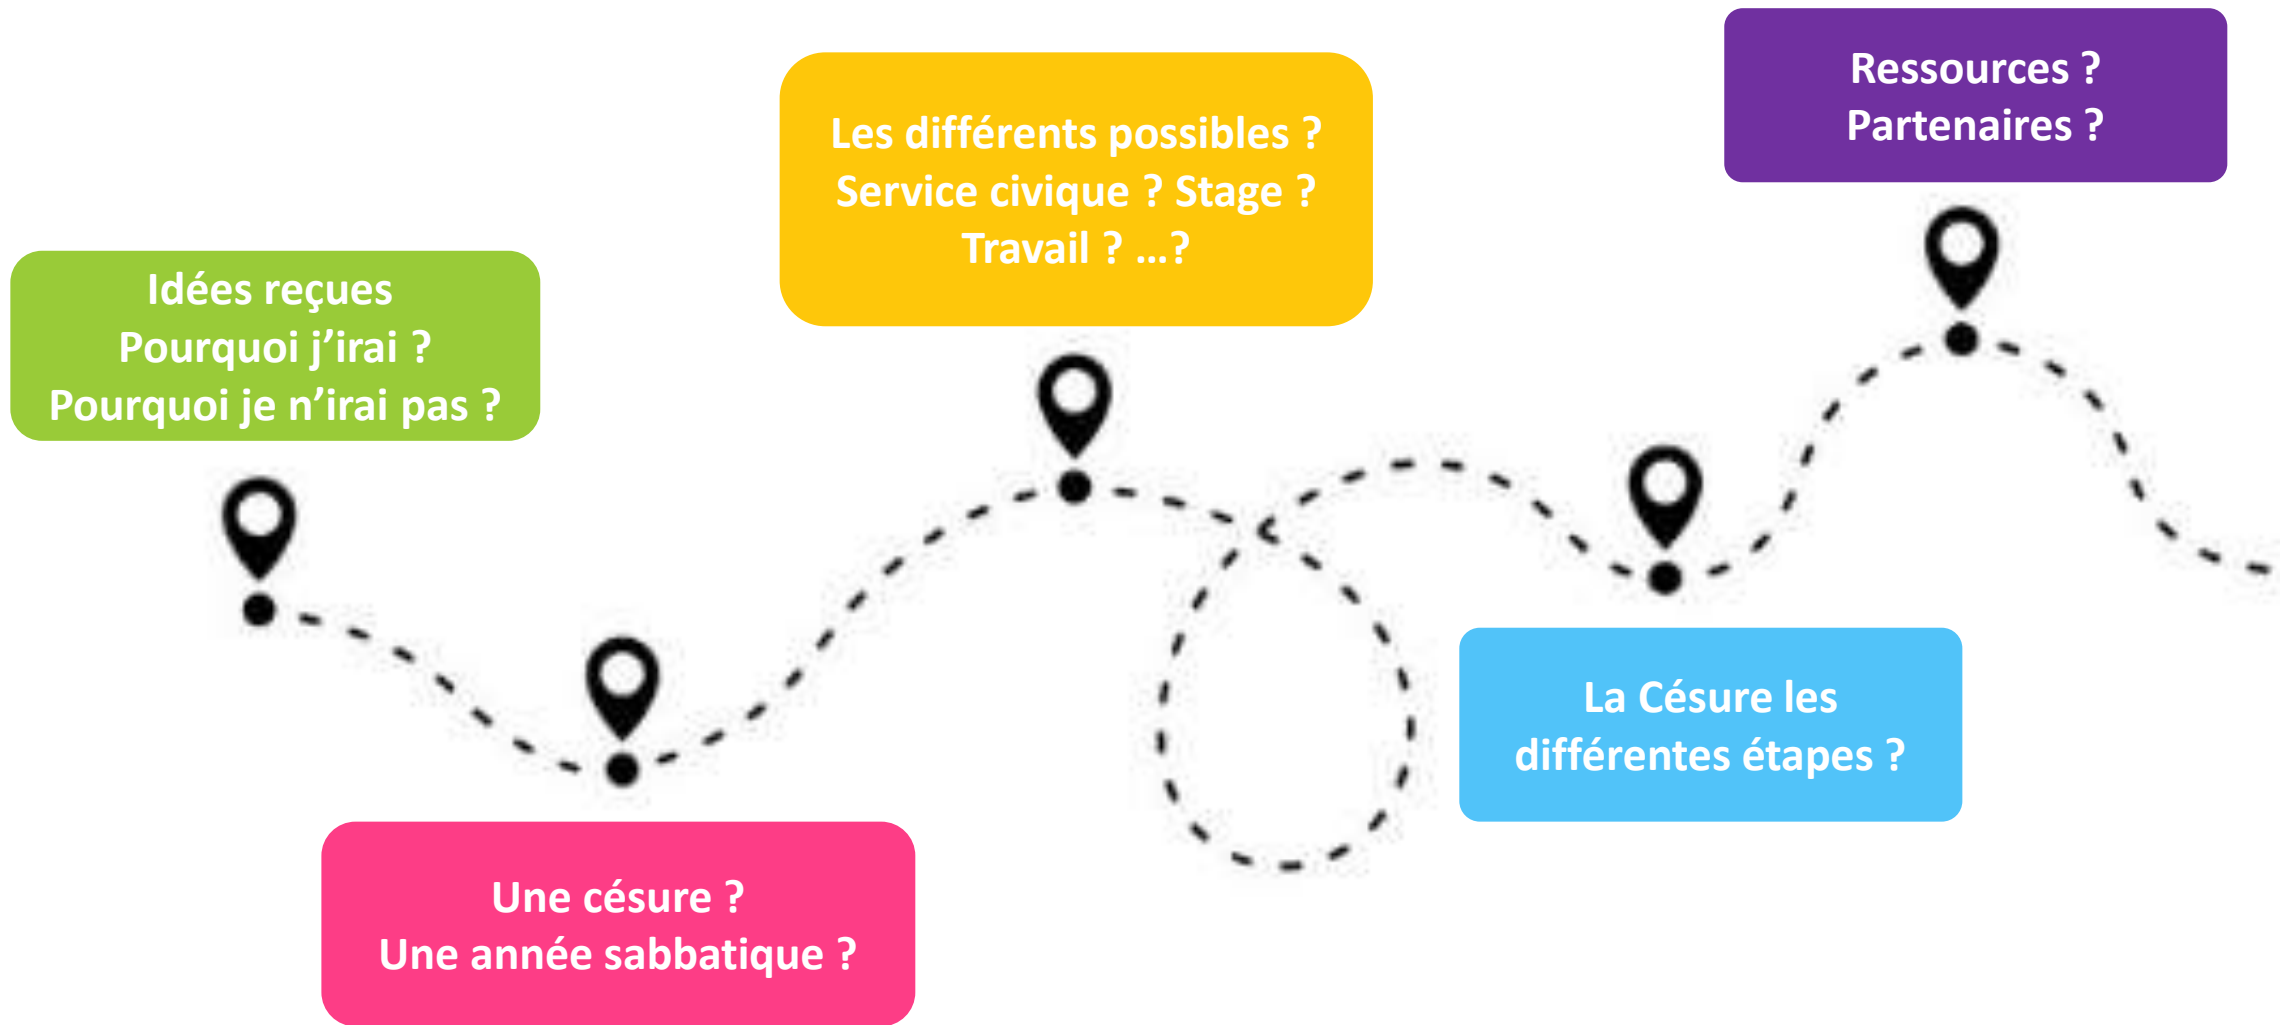 Idées reçues
Pourquoi j’irai ?
Pourquoi je n’irai pas ?
Une césure ?
Une année sabbatique ?
Les différents possibles ?
Service civique ? Stage ?
Travail ? ...?
La Césure les
différentes étapes ?
Ressources ?
Partenaires ?